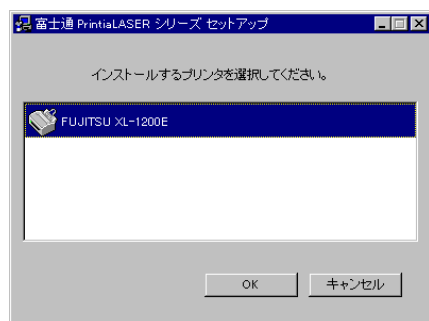 富士通 PrintiaLASER シリーズ セットアップ
インストールするプリンタを選択してください。
FUJITSU XL-1200E
OK
キャンセル